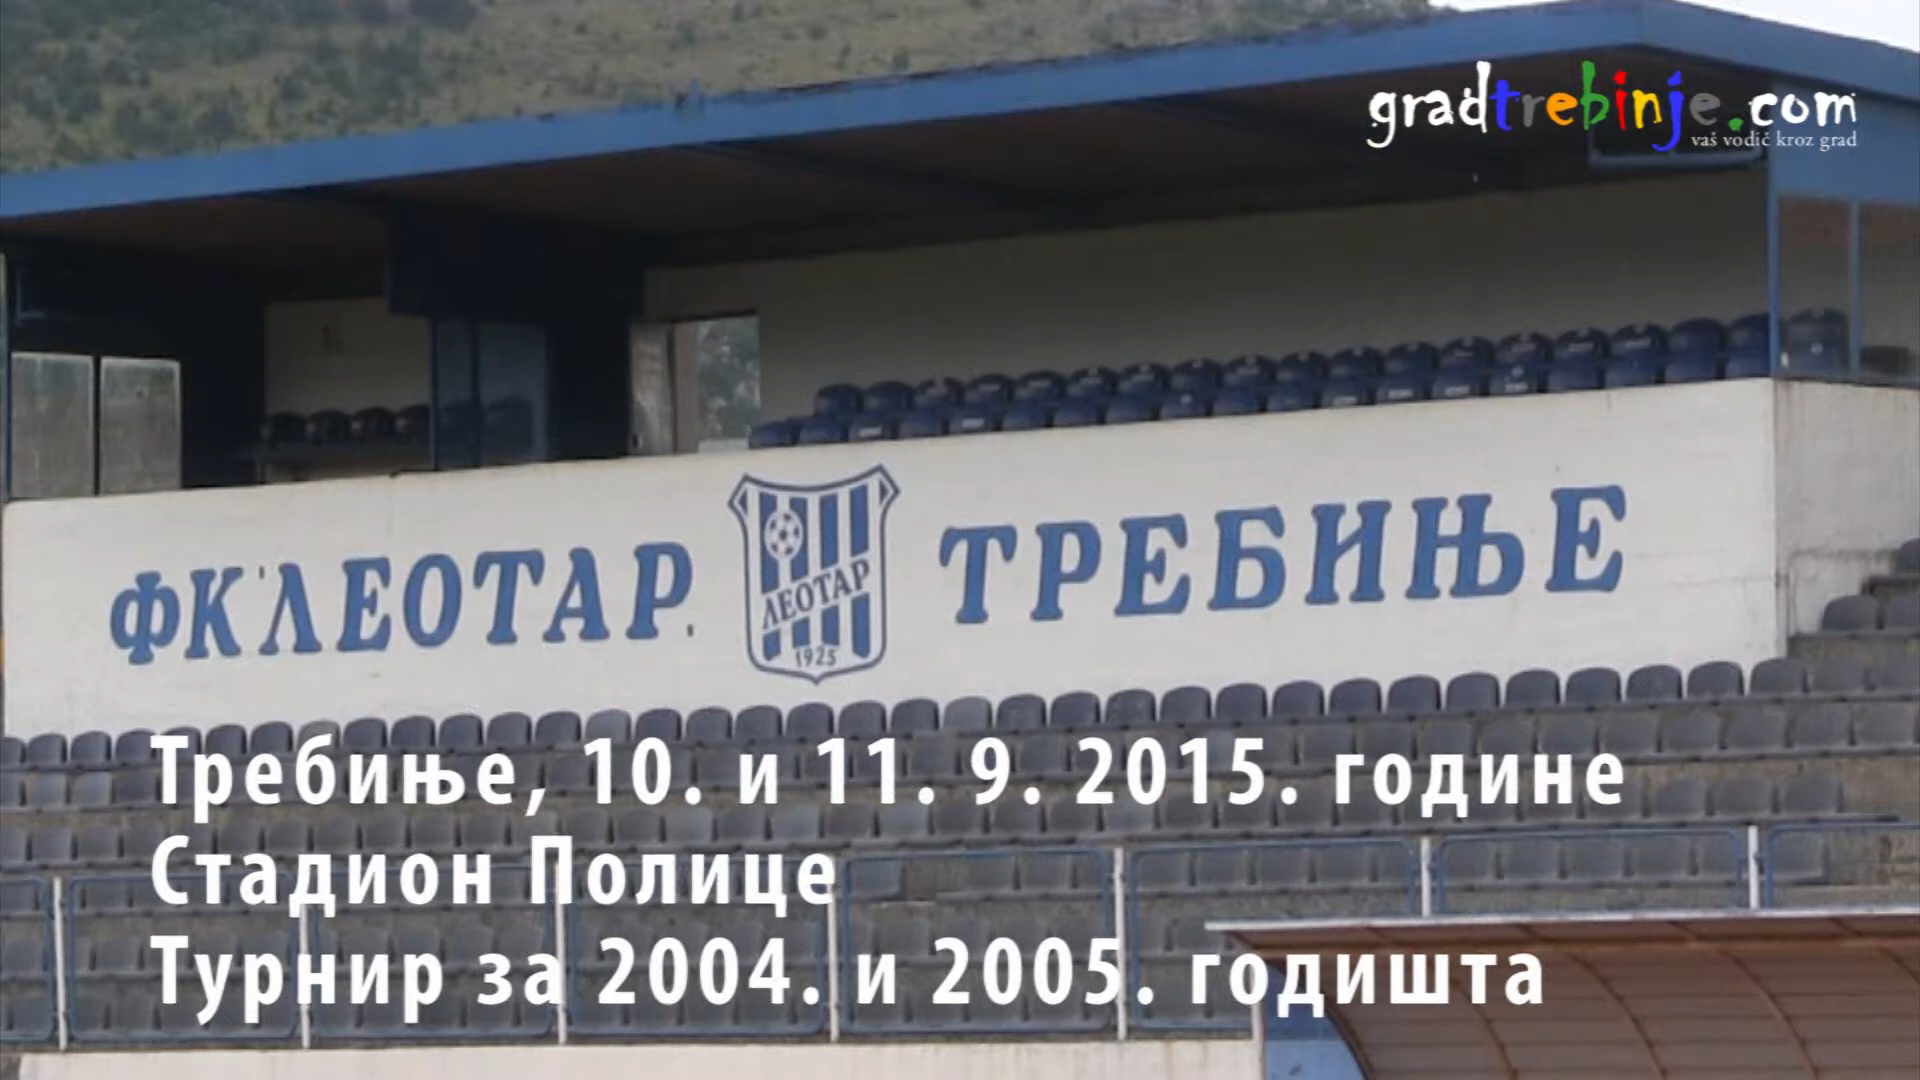 gradtrebinje.com
vaš vodič kroz grad
ФК ЛЕОТАР ТРЕБИЊЕ
ЛЕОТАР
1925
Требиње, 10. и 11. 9. 2015. године
Стадион Полице
Турнир за 2004. и 2005. годишта